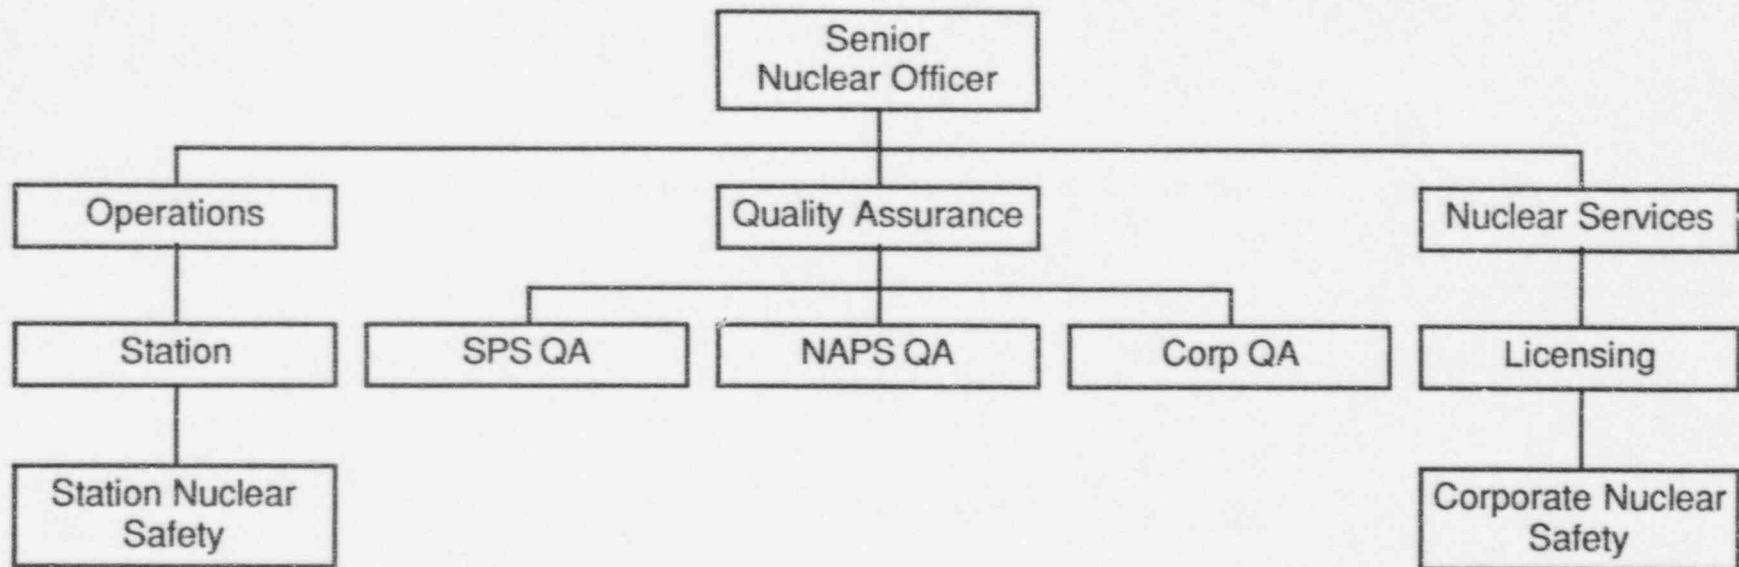 Senior
Nuclear Officer
Operations
Quality Assurance
Nuclear Services
Station
SPS QA
NAPS QA
Corp QA
Licensing
Station Nuclear
Safety
Corporate Nuclear
Safety